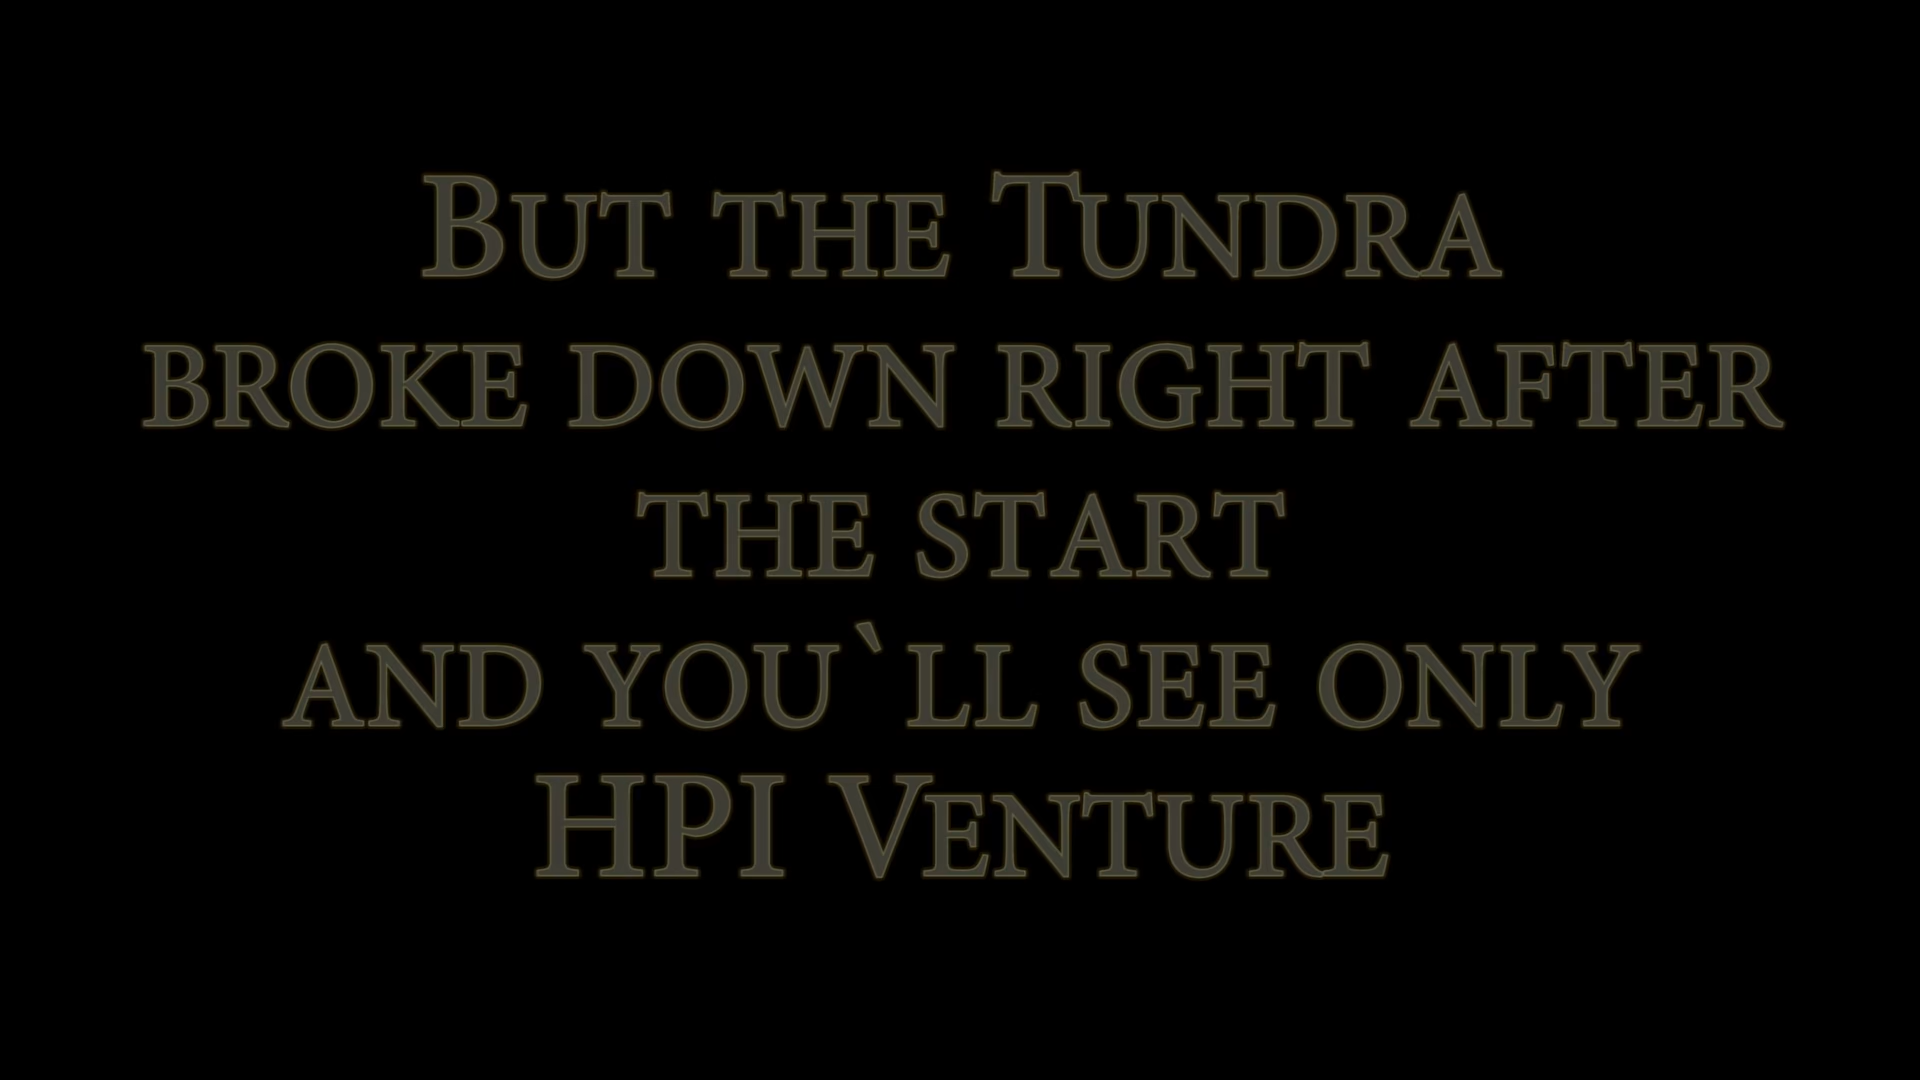 But the Tundra
broke down right after
the start
and you`ll see only
HPI Venture